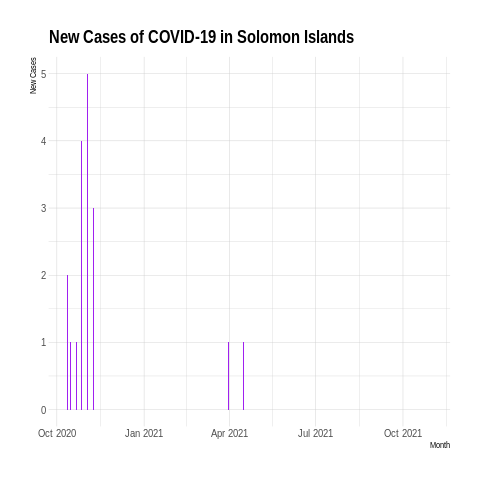 New Cases of COVID-19 in Solomon Islands
New Cases
5
4
3
2
1
0
Oct 2020 Jan 2021 Apr 2021 Jul 2021 Oct 2021
Month